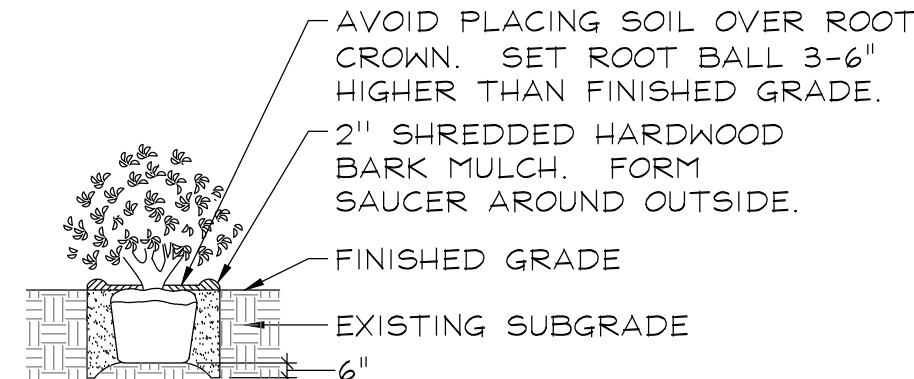 AVOID PLACING SOIL OVER ROOT
CROWN. SET ROOT BALL 3-6"
HIGHER THAN FINISHED GRADE.
2" SHREDDED HARDWOOD
BARK MULCH. FORM
SAUCER AROUND OUTSIDE.
FINISHED GRADE
EXISTING SUBGRADE
6"